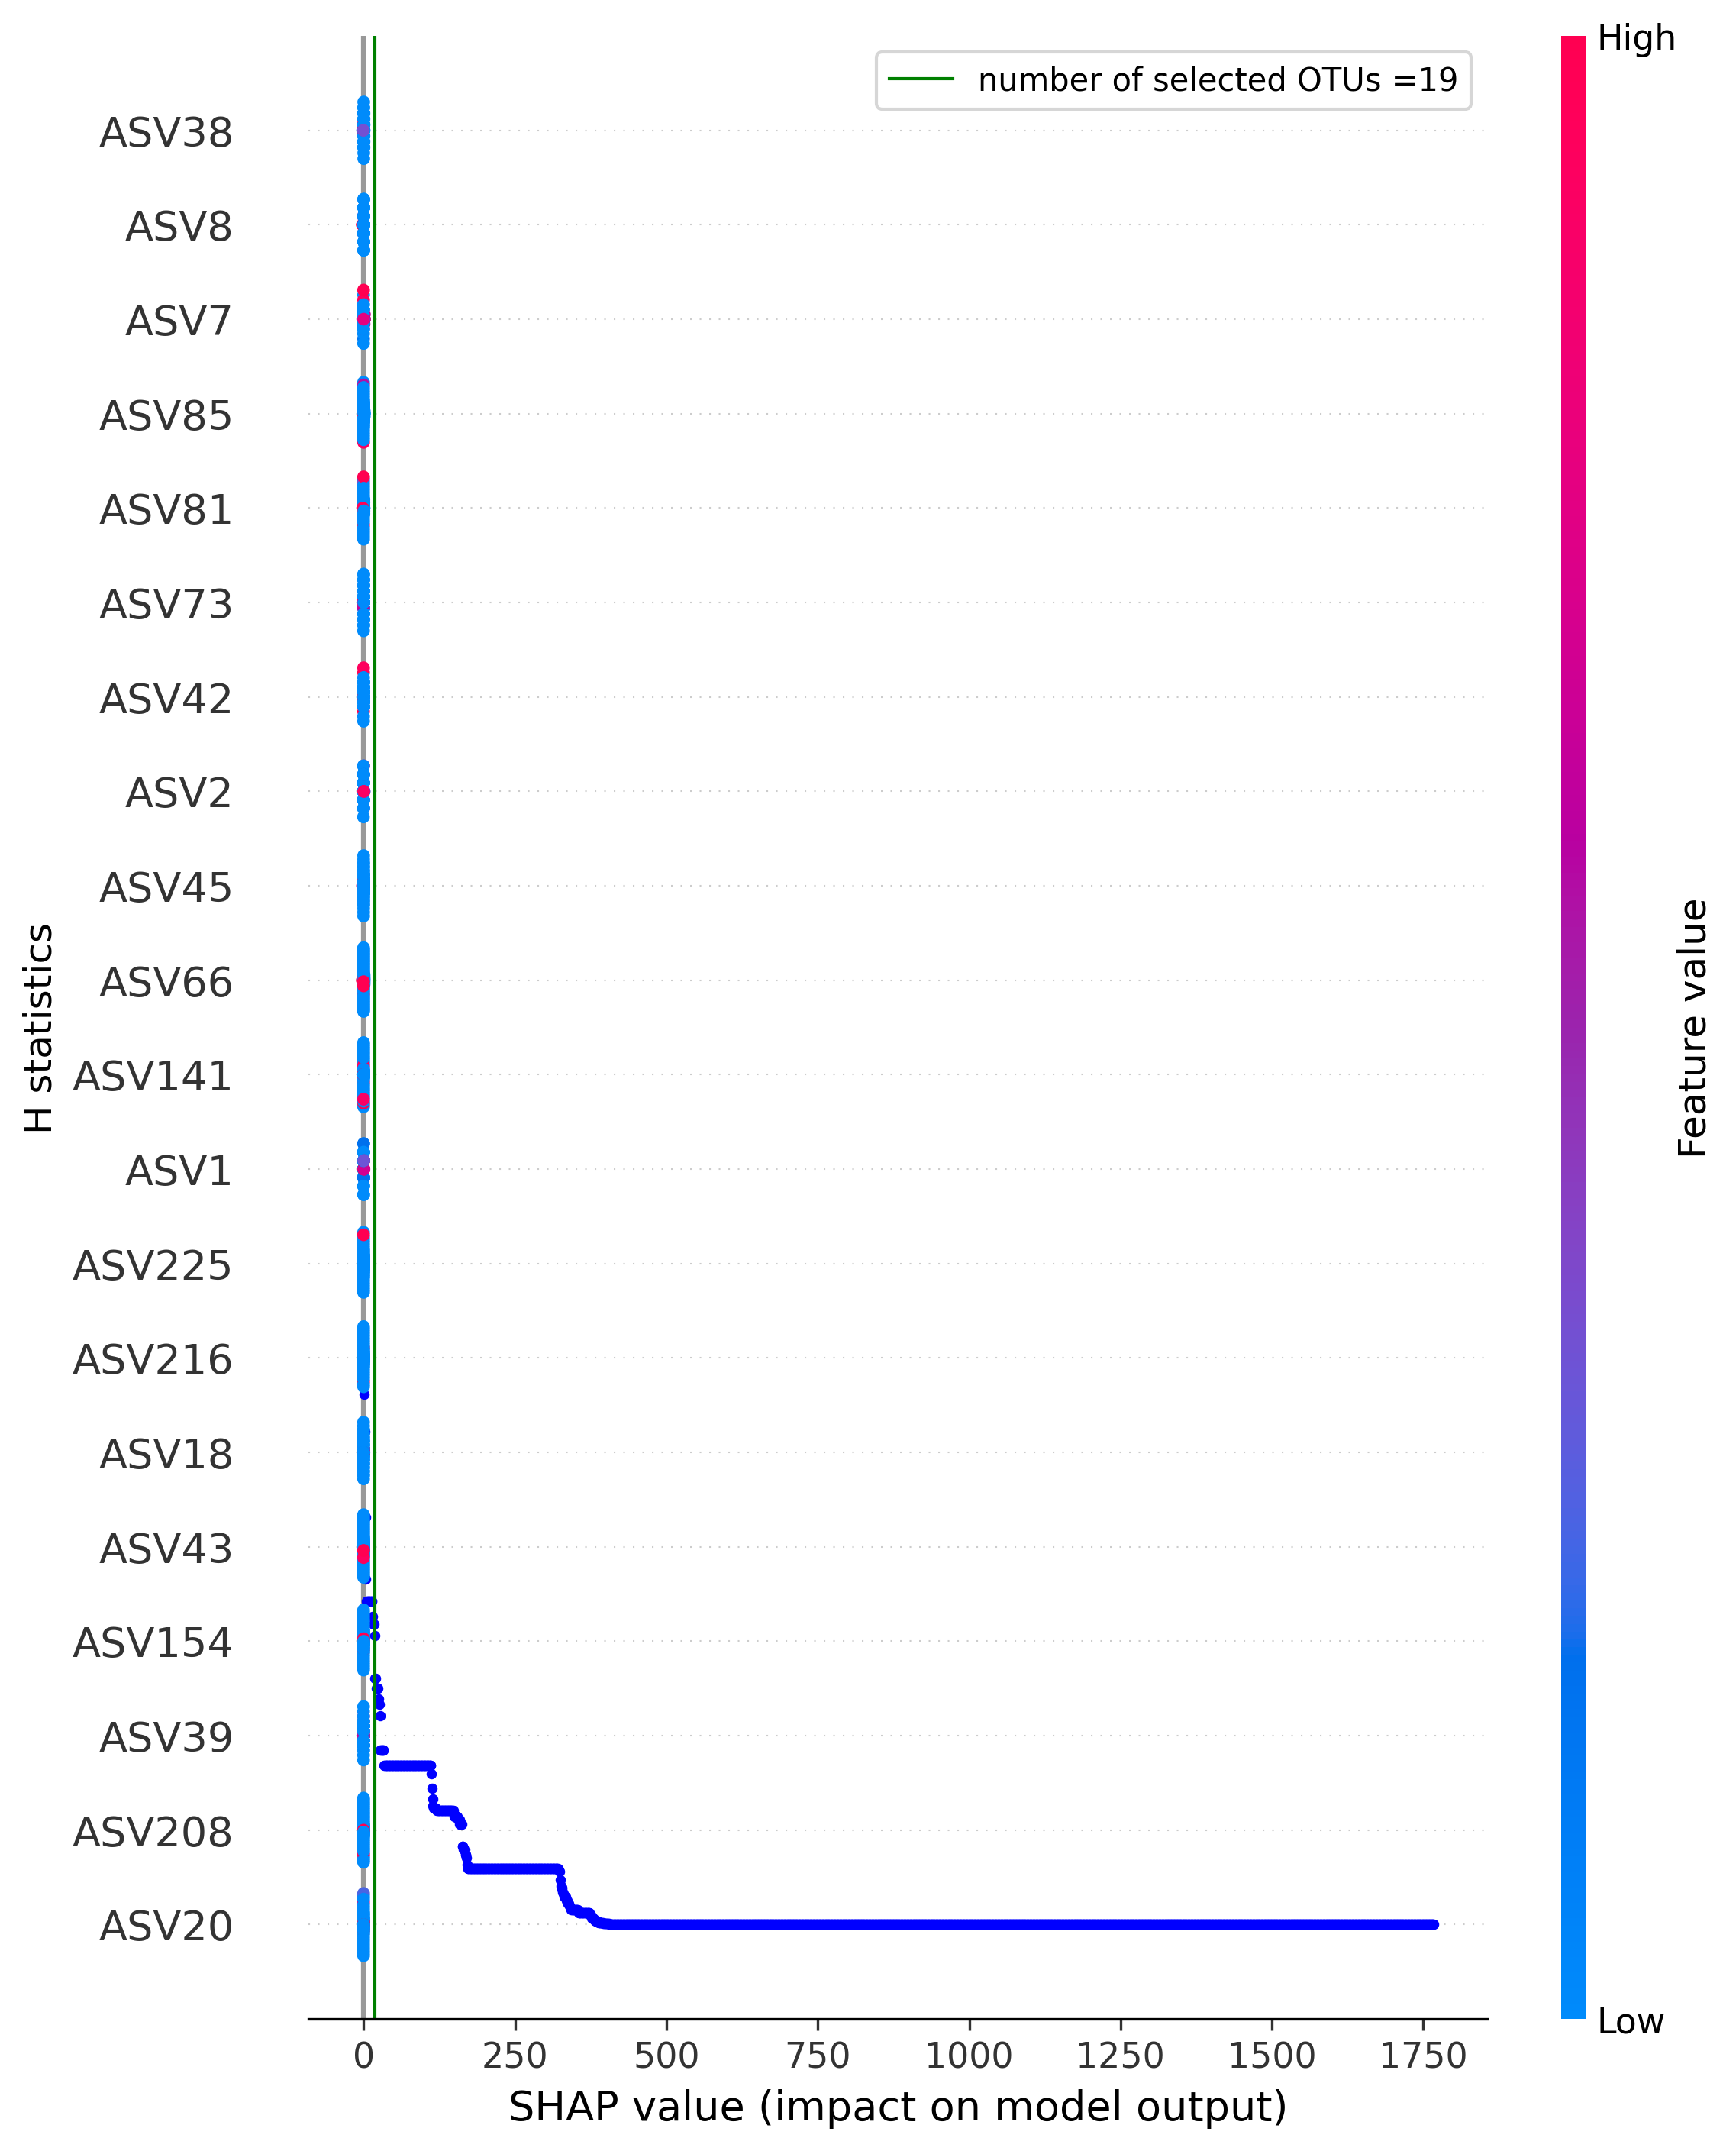 High
number of selected OTUs =19
ASV38
ASV8
ASV7
ASV85
ASV81
ASV73
ASV42
ASV2
ASV45
ASV66
ASV141
ASV1
ASV225
ASV216
ASV18
ASV43
ASV154
ASV39
ASV208
ASV20
H statistics
Feature value
Low
0 250 500 750 1000 1250 1500 1750
SHAP value (impact on model output)